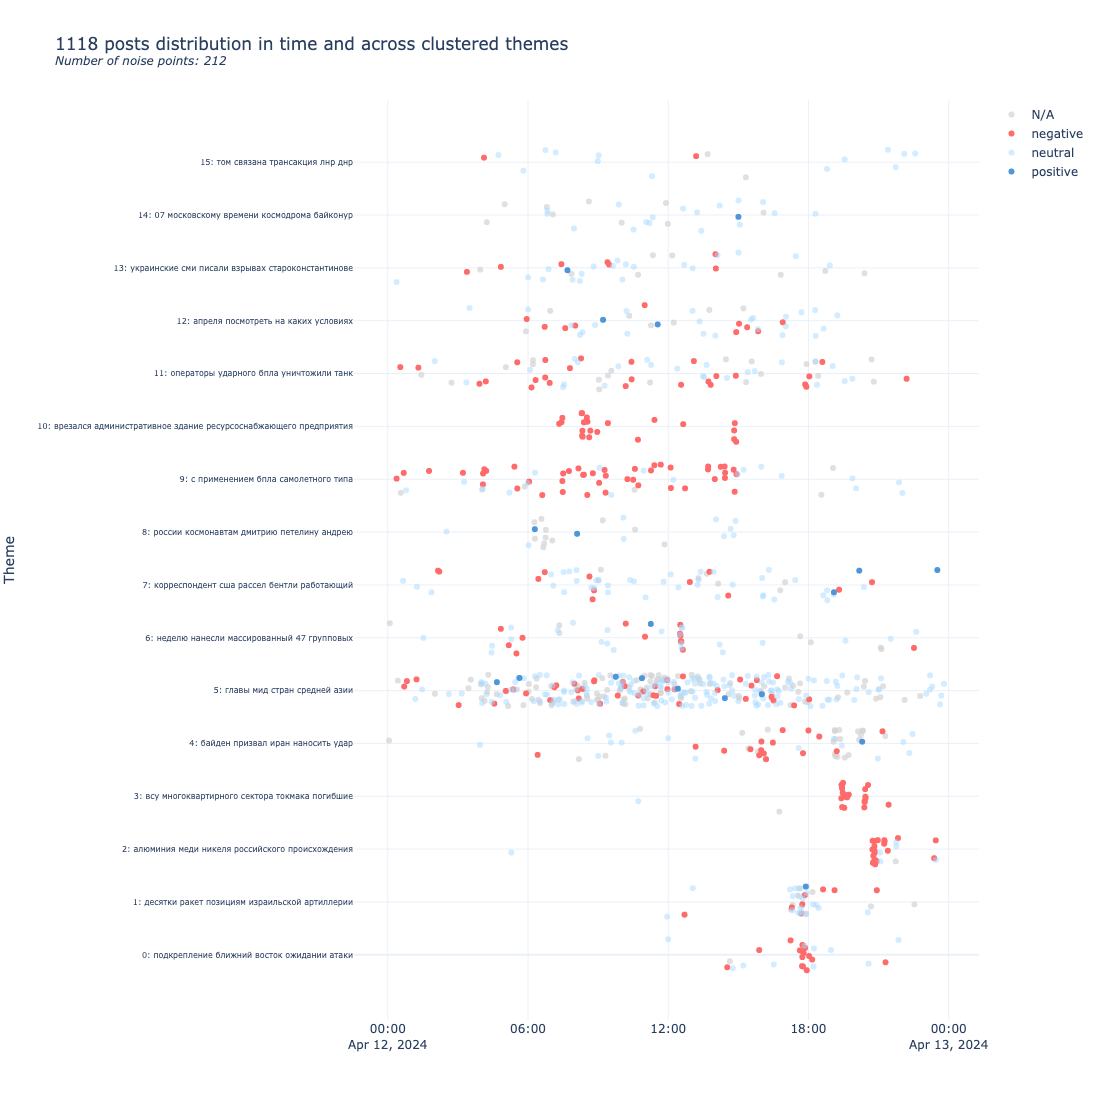 1118 posts distribution in time and across clustered themes
Number of noise points: 212
N/A
negative
neutral
positive
Theme
15: том связана трансакция лнр днр
14: 07 московскому времени космодрома байконур
13: украинские сми писали взрывах староконстантинове
12: апреля посмотреть на каких условиях
11: операторы ударного бпла уничтожили танк
10: врезался административное здание ресурсоснабжающего предприятия
9: с применением бпла самолетного типа
8: россии космонавтам дмитрию петелину андрею
7: корреспондент сша рассел бентли работающий
6: неделю нанесли массированный 47 групповых
5: главы мид стран средней азии
4: байден призвал иран наносить удар
3: всу многоквартирного сектора токмака погибшие
2: алюминия меди никеля российского происхождения
1: десятки ракет позициям израильской артиллерии
0: подкрепление ближний восток ожидании атаки
00:00 06:00 12:00 18:00 00:00
Apr 12, 2024 Apr 13, 2024